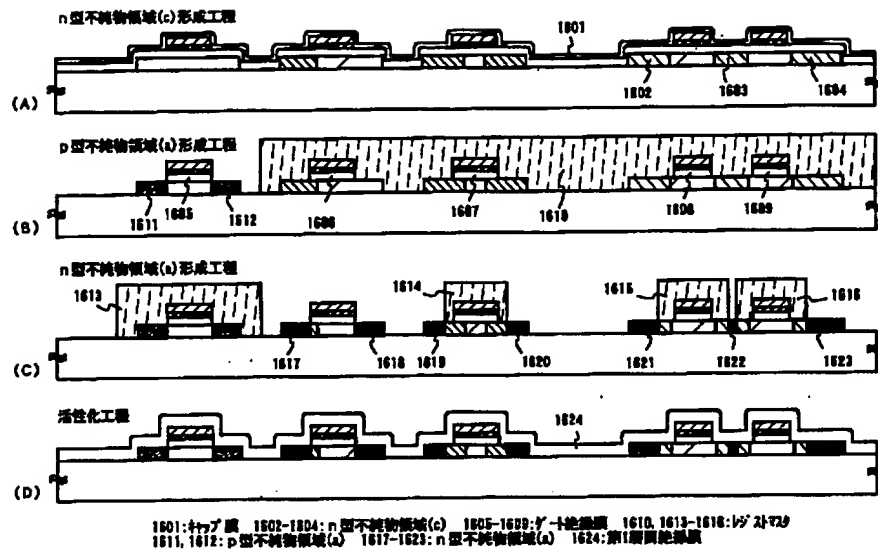 n型不純物領域(c)形成工程
1601
1602
1603
1604
(A)
p型不純物領域(a)形成工程
1611
1605
1612
1606
1607
1610
1608
1609
(B)
n型不純物領域(a)形成工程
1613
1614
1615
1616
1617
1618
1619
1620
1621
1622
1623
(C)
活性化工程
1624
(D)
1601:キャップ膜 1602-1604:n型不純物領域(c) 1605-1609:ゲート絶縁膜 1610, 1613-1616:レジストマスク
1611, 1612:p型不純物領域(a) 1617-1623:n型不純物領域(a) 1624:第1層間絶縁膜